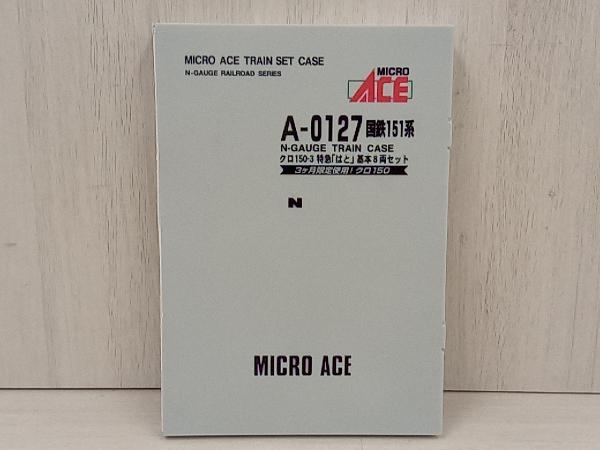 MICRO ACE TRAIN SET CASE
N-GAUGE RAILROAD SERIES
MICRO
ACE
A-0127 国鉄151系
N-GAUGE TRAIN CASE
クロ150-3 特急「はと」基本8両セット
3ヶ月限定使用!クロ150
N
MICRO ACE